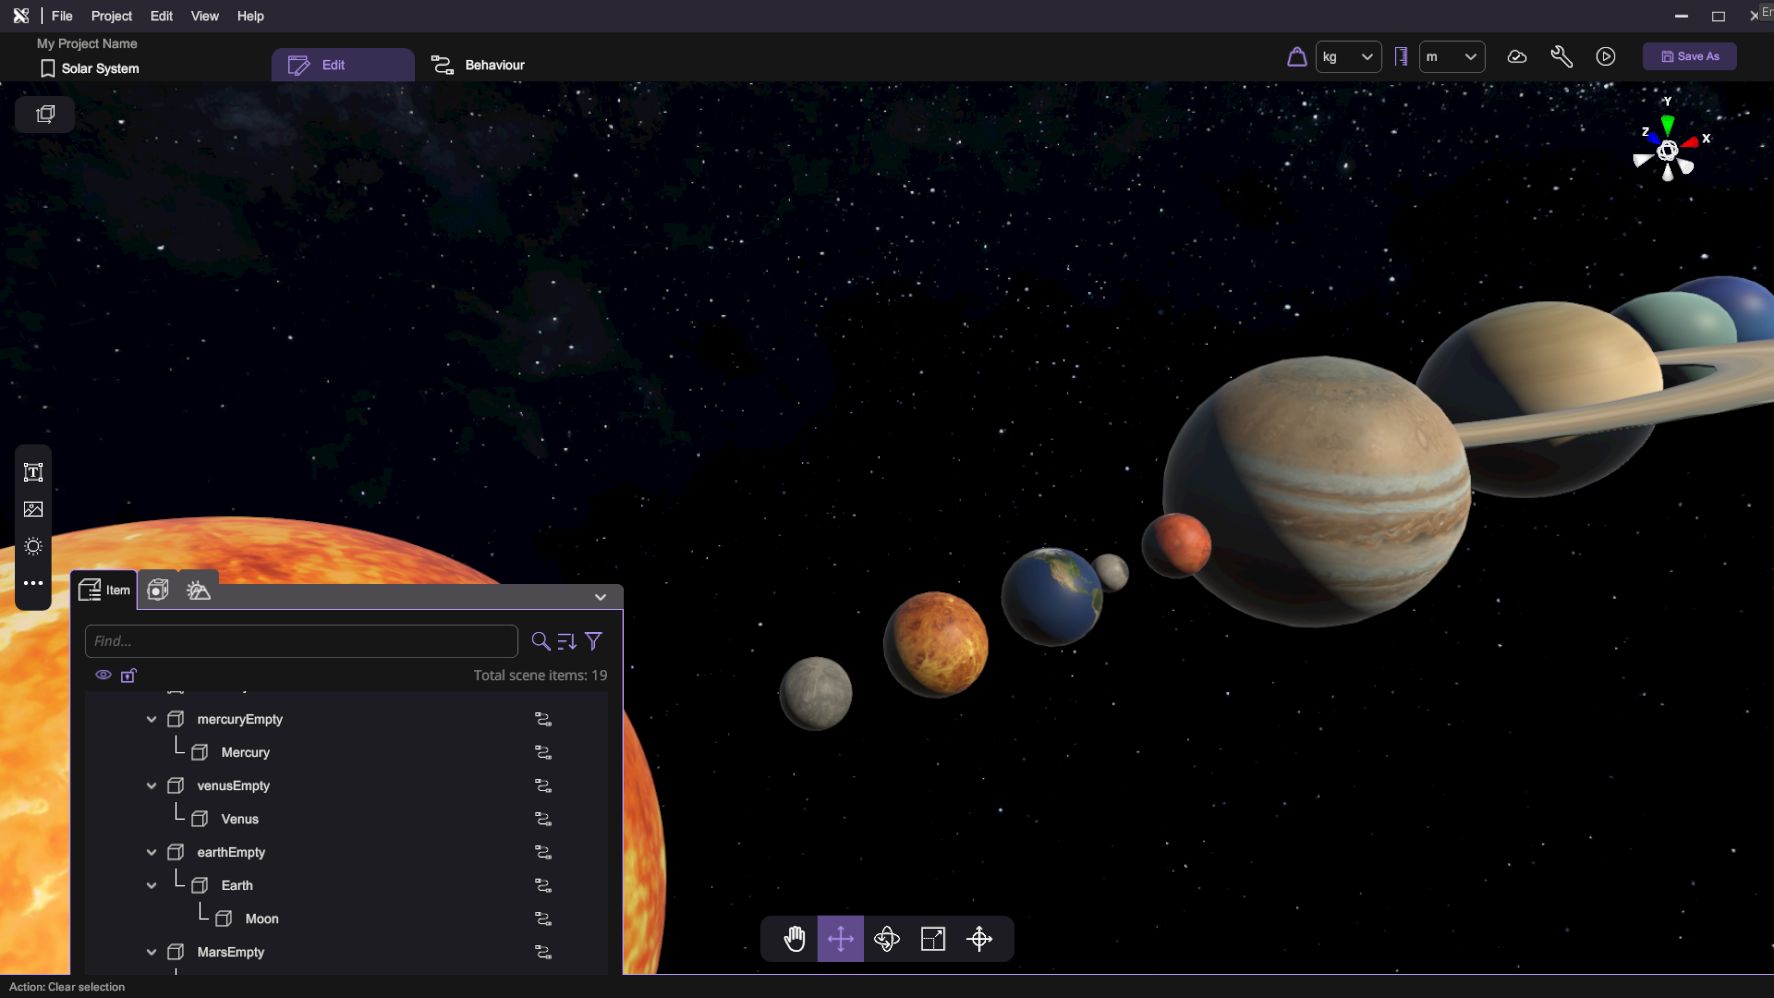 File Project Edit View Help
En
My Project Name
Solar System
Edit
Behaviour
kg
m
Save As
Y
Z
X
Item
Find...
Total scene items: 19
mercuryEmpty
Mercury
venusEmpty
Venus
earthEmpty
Earth
Moon
MarsEmpty
Action: Clear selection